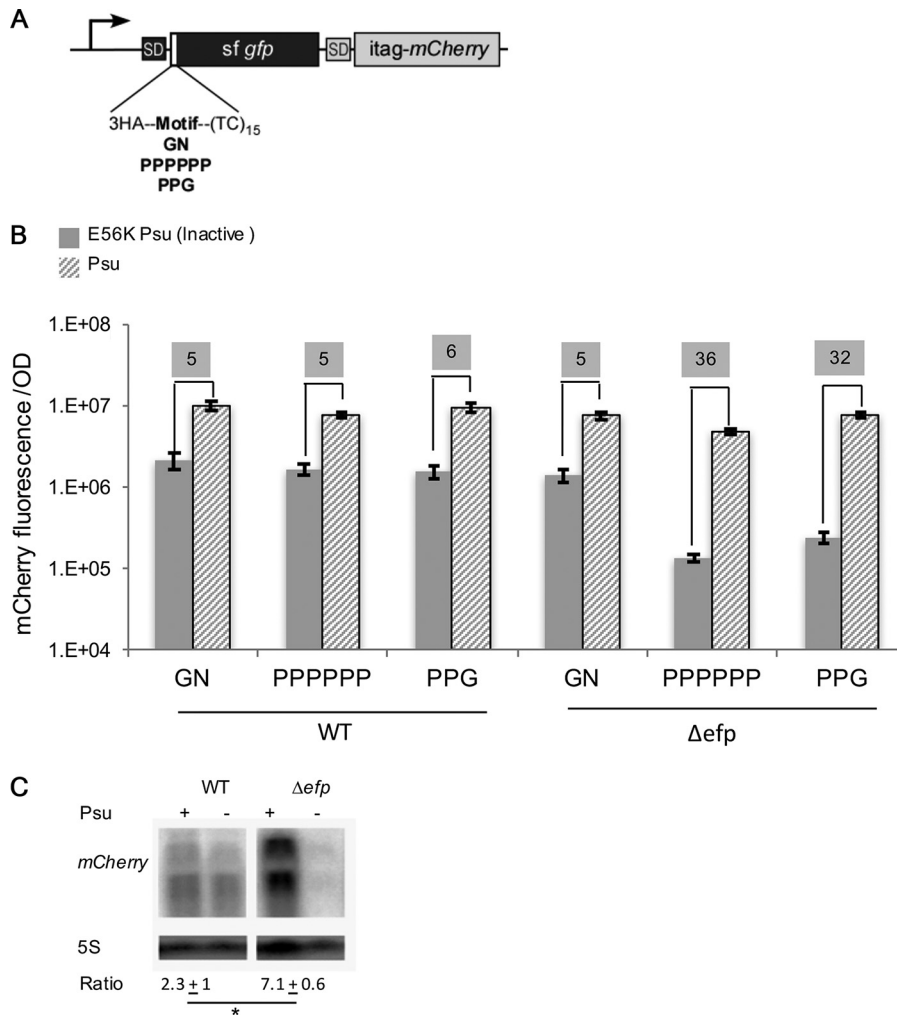 A
SD sf gfp SD itag-mCherry
3HA--Motif--(TC)15
GN
PPPPPP
PPG
B
E56K Psu (Inactive )
Psu
mCherry fluorescence /OD
1.E+08
1.E+07
1.E+06
1.E+05
1.E+04
5 5 6 5 36 32
GN PPPPPP PPG GN PPPPPP PPG
WT Δefp
C
WT Δefp
Psu + - + -
mCherry
5S
Ratio 2.3 ± 1 7.1 ± 0.6
*